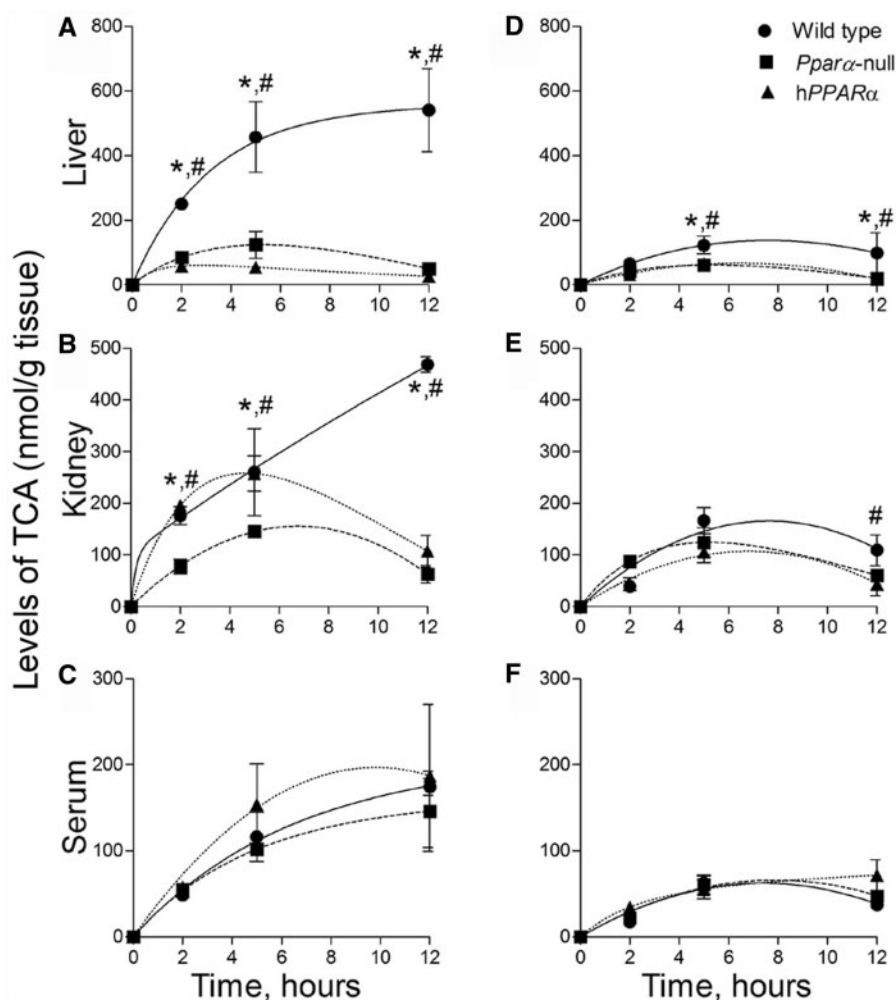 Levels of TCA (nmol/g tissue)
A
Liver
800
600
400
200
0
*,#
*,#
*,#
0 2 4 6 8 10 12
D
800
600
400
200
0
*,#
*,#
0 2 4 6 8 10 12
Wild type
Pparα-null
hPPARα
B
Kidney
500
400
300
200
100
0
*,#
*,#
*,#
0 2 4 6 8 10 12
E
500
400
300
200
100
0
#
0 2 4 6 8 10 12
C
Serum
300
200
100
0
0 2 4 6 8 10 12
Time, hours
F
300
200
100
0
0 2 4 6 8 10 12
Time, hours